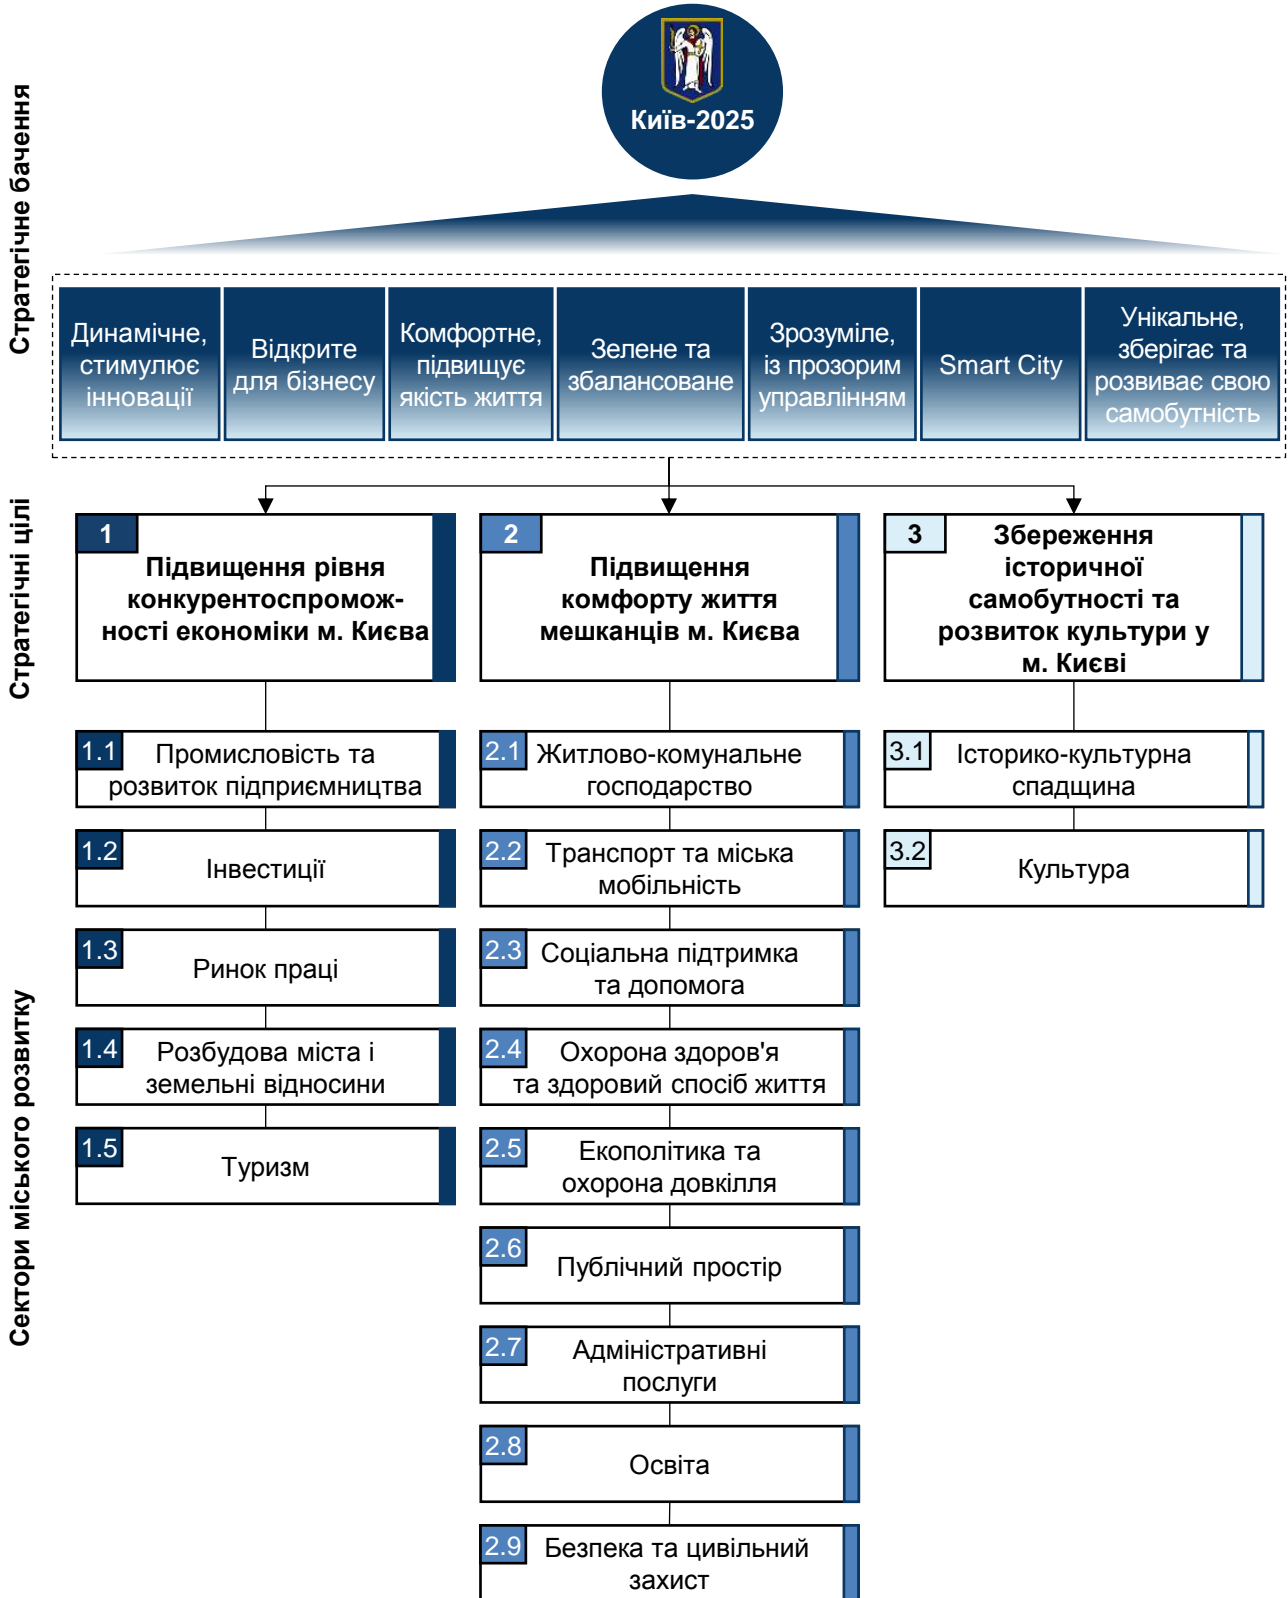 Київ-2025
Стратегічне бачення
Динамічне,
стимулює
інновації
Відкрите
для бізнесу
Комфортне,
підвищує
якість життя
Зелене та
збалансоване
Зрозуміле,
із прозорим
управлінням
Smart City
Унікальне,
зберігає та
розвиває свою
самобутність
Стратегічні цілі
1
Підвищення рівня
конкурентоспромож-
ності економіки м. Києва
2
Підвищення
комфорту життя
мешканців м. Києва
3
Збереження
історичної
самобутності та
розвиток культури у
м. Києві
Сектори міського розвитку
1.1
Промисловість та
розвиток підприємництва
1.2
Інвестиції
1.3
Ринок праці
1.4
Розбудова міста і
земельні відносини
1.5
Туризм
2.1
Житлово-комунальне
господарство
2.2
Транспорт та міська
мобільність
2.3
Соціальна підтримка
та допомога
2.4
Охорона здоров'я
та здоровий спосіб життя
2.5
Екополітика та
охорона довкілля
2.6
Публічний простір
2.7
Адміністративні
послуги
2.8
Освіта
2.9
Безпека та цивільний
захист
3.1
Історико-культурна
спадщина
3.2
Культура